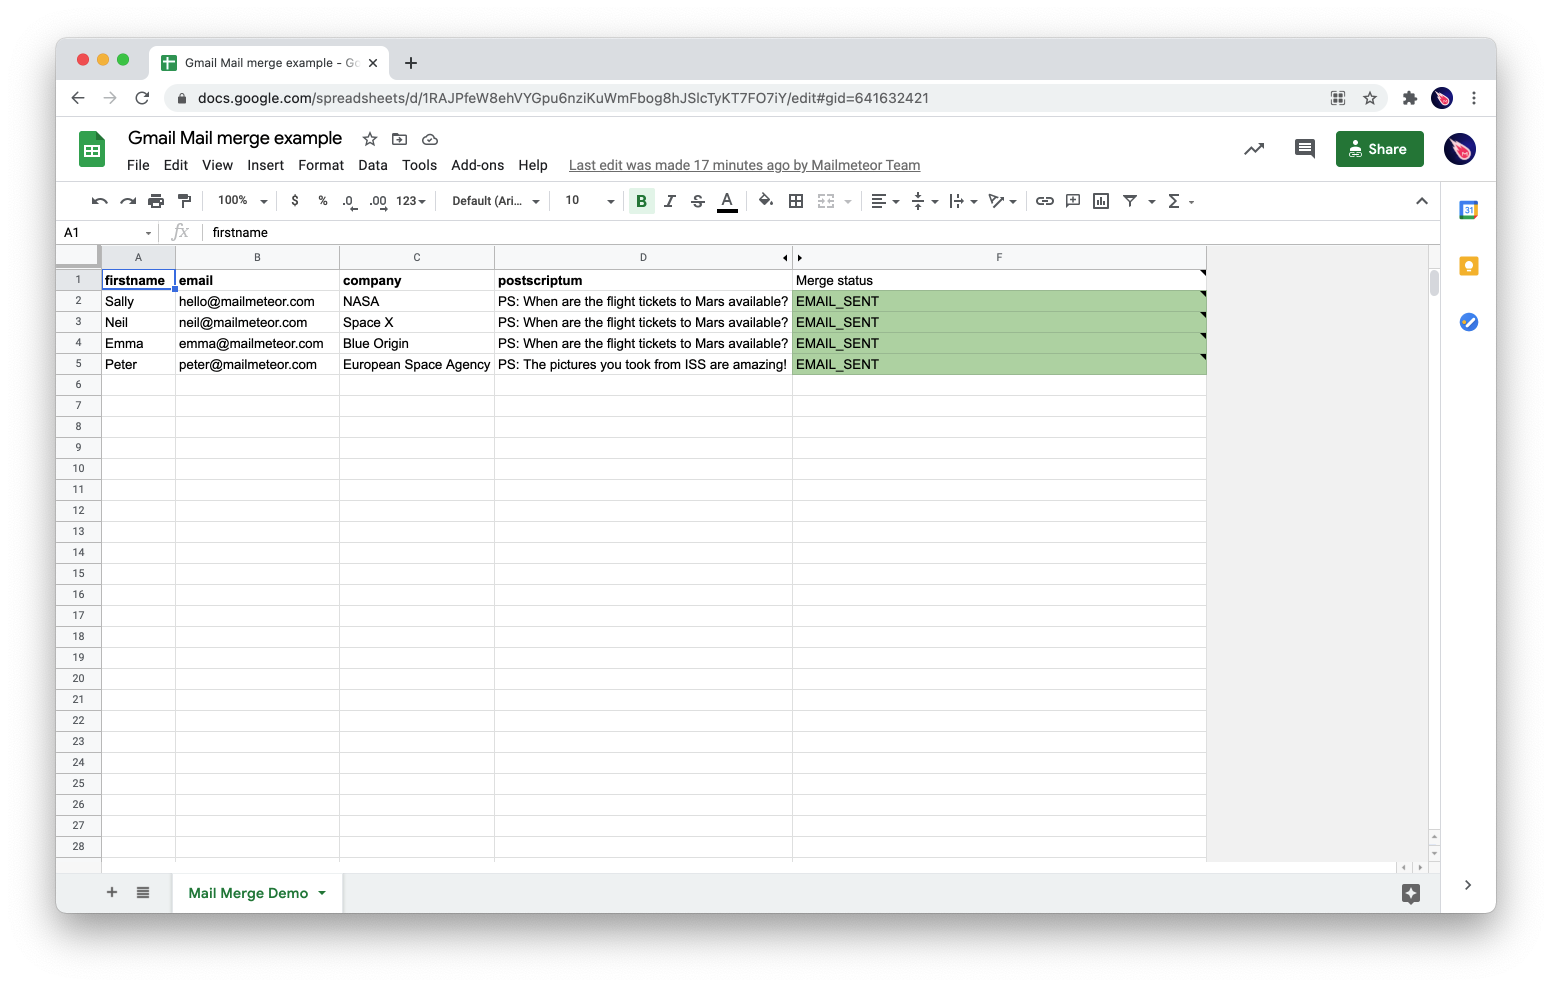 Gmail Mail merge example - Go
docs.google.com/spreadsheets/d/1RAJPfeW8ehVYGpu6nziKuWmFbog8hJSlcTyKT7FO7iY/edit#gid=641632421
Gmail Mail merge example
File Edit View Insert Format Data Tools Add-ons Help Last edit was made 17 minutes ago by Mailmeteor Team
Share
100% $ % .0 .00 123 Default (Ari... 10 B I S A Σ
31
A1 fx firstname
A B C D F
1 firstname email company postscriptum Merge status
2 Sally hello@mailmeteor.com NASA PS: When are the flight tickets to Mars available? EMAIL_SENT
3 Neil neil@mailmeteor.com Space X PS: When are the flight tickets to Mars available? EMAIL_SENT
4 Emma emma@mailmeteor.com Blue Origin PS: When are the flight tickets to Mars available? EMAIL_SENT
5 Peter peter@mailmeteor.com European Space Agency PS: The pictures you took from ISS are amazing! EMAIL_SENT
6
7
8
9
10
11
12
13
14
15
16
17
18
19
20
21
22
23
24
25
26
27
28
Mail Merge Demo